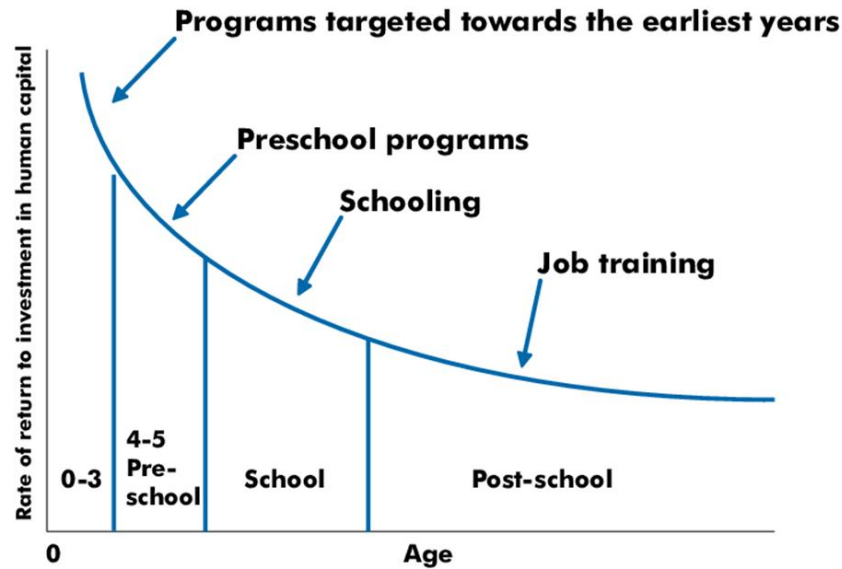 Programs targeted towards the earliest years
Preschool programs
Schooling
Job training
Rate of return to investment in human capital
0-3
4-5
Pre-
school
School
Post-school
0
Age